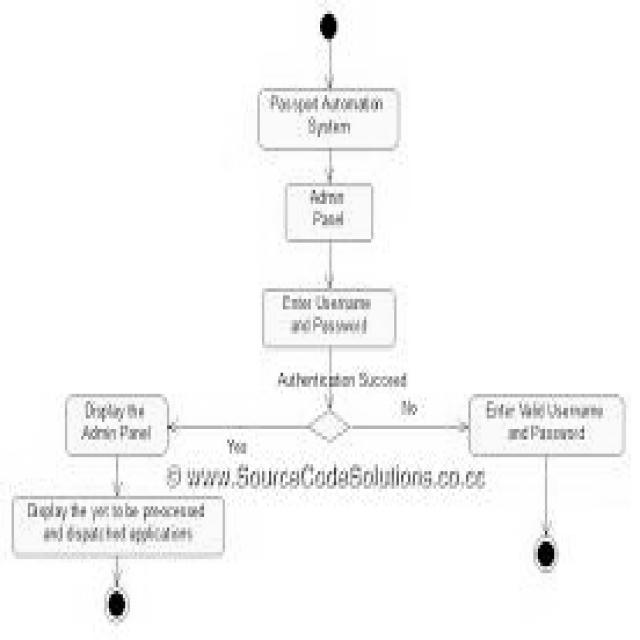 Passport Automation
System
Admin
Panel
Enter Username
and Password
Authentication Succeed
No
Display the
Admin Panel
Enter Valid Username
and Password
Yes
© www.SourceCodeSolutions.co.cc
Display the yet to be preocessed
and dispatched applications